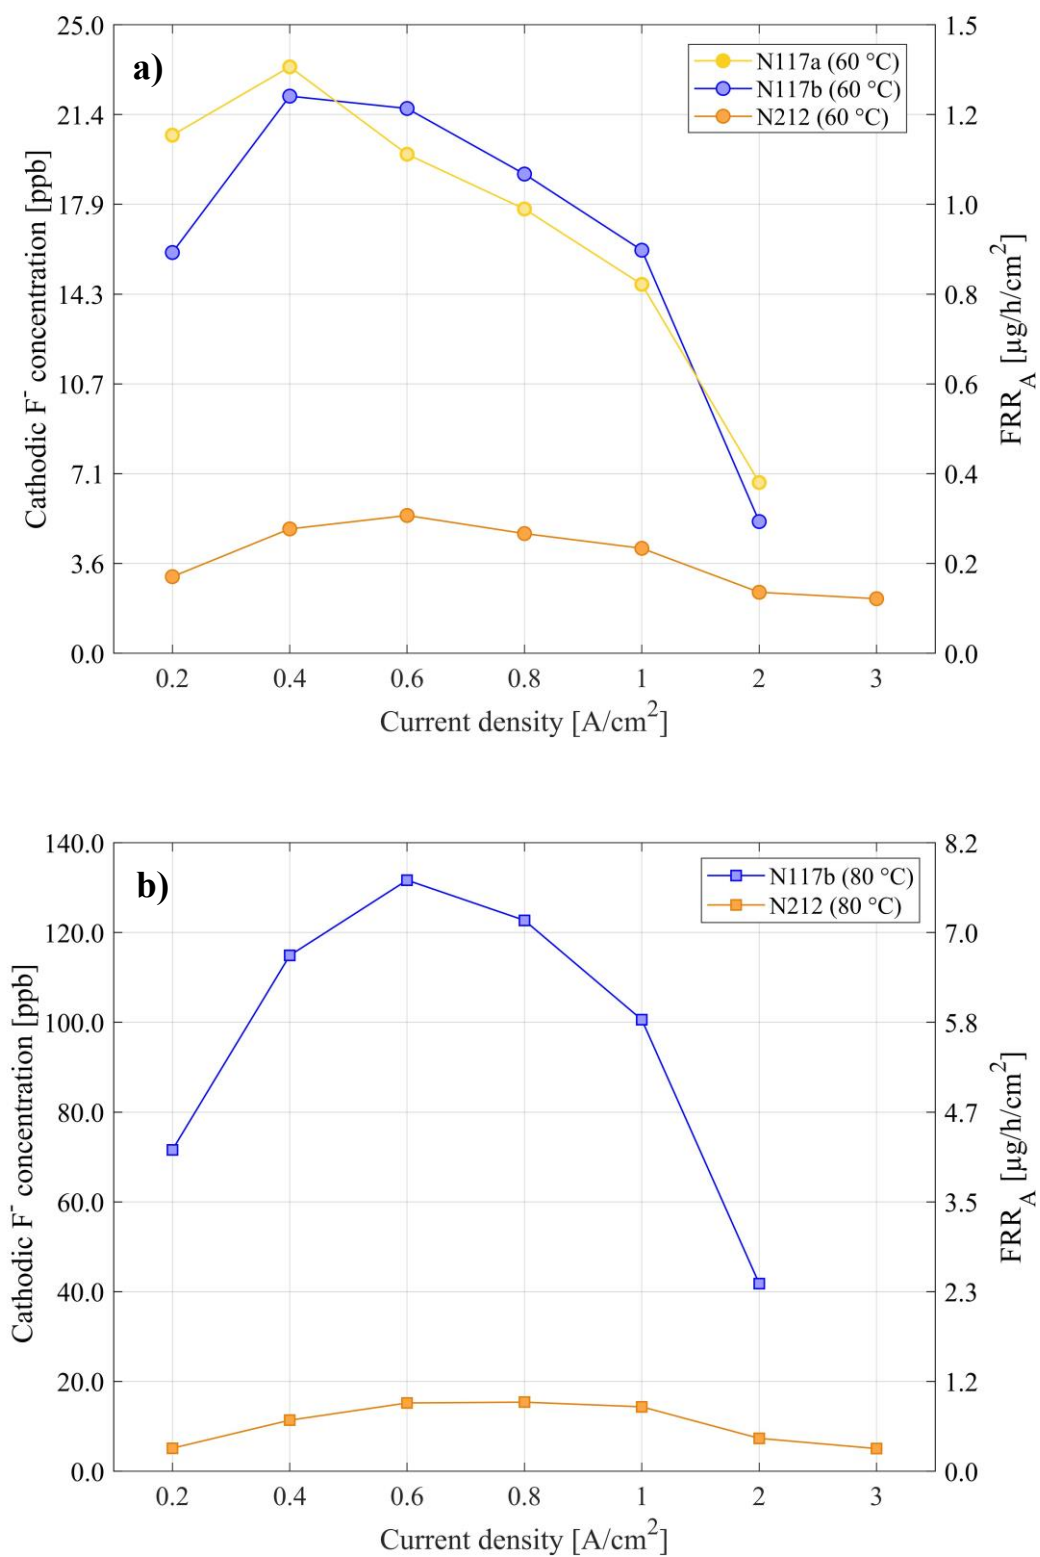 a)
N117a (60 °C)
N117b (60 °C)
N212 (60 °C)
Cathodic F⁻ concentration [ppb]
25.0
21.4
17.9
14.3
10.7
7.1
3.6
0.0
1.5
1.2
1.0
0.8
0.6
0.4
0.2
0.0
FRR_A [µg/h/cm²]
0.2 0.4 0.6 0.8 1 2 3
Current density [A/cm²]
b)
N117b (80 °C)
N212 (80 °C)
Cathodic F⁻ concentration [ppb]
140.0
120.0
100.0
80.0
60.0
40.0
20.0
0.0
8.2
7.0
5.8
4.7
3.5
2.3
1.2
0.0
FRR_A [µg/h/cm²]
0.2 0.4 0.6 0.8 1 2 3
Current density [A/cm²]